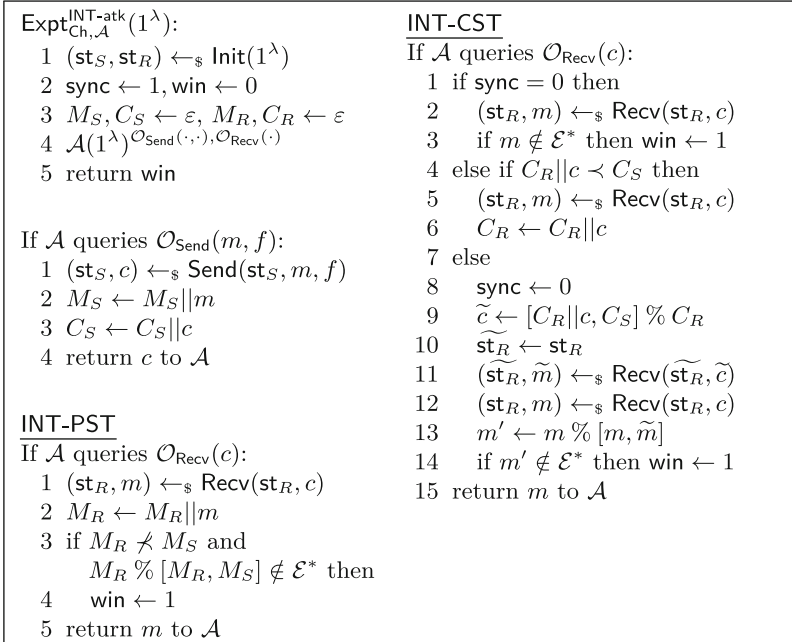 Expt^{INT-atk}_{Ch,𝒜}(1^λ):
1 (st_S, st_R) ←_$ Init(1^λ)
2 sync ← 1, win ← 0
3 M_S, C_S ← ε, M_R, C_R ← ε
4 𝒜(1^λ)^{𝒪_Send(·,·),𝒪_Recv(·)}
5 return win
If 𝒜 queries 𝒪_Send(m, f):
1 (st_S, c) ←_$ Send(st_S, m, f)
2 M_S ← M_S||m
3 C_S ← C_S||c
4 return c to 𝒜
INT-PST
If 𝒜 queries 𝒪_Recv(c):
1 (st_R, m) ←_$ Recv(st_R, c)
2 M_R ← M_R||m
3 if M_R ⊀ M_S and
M_R % [M_R, M_S] ∉ ℰ* then
4 win ← 1
5 return m to 𝒜
INT-CST
If 𝒜 queries 𝒪_Recv(c):
1 if sync = 0 then
2 (st_R, m) ←_$ Recv(st_R, c)
3 if m ∉ ℰ* then win ← 1
4 else if C_R||c ≺ C_S then
5 (st_R, m) ←_$ Recv(st_R, c)
6 C_R ← C_R||c
7 else
8 sync ← 0
9 c̃ ← [C_R||c, C_S] % C_R
10 s̃t_R ← st_R
11 (s̃t_R, m̃) ←_$ Recv(s̃t_R, c̃)
12 (st_R, m) ←_$ Recv(st_R, c)
13 m′ ← m % [m, m̃]
14 if m′ ∉ ℰ* then win ← 1
15 return m to 𝒜